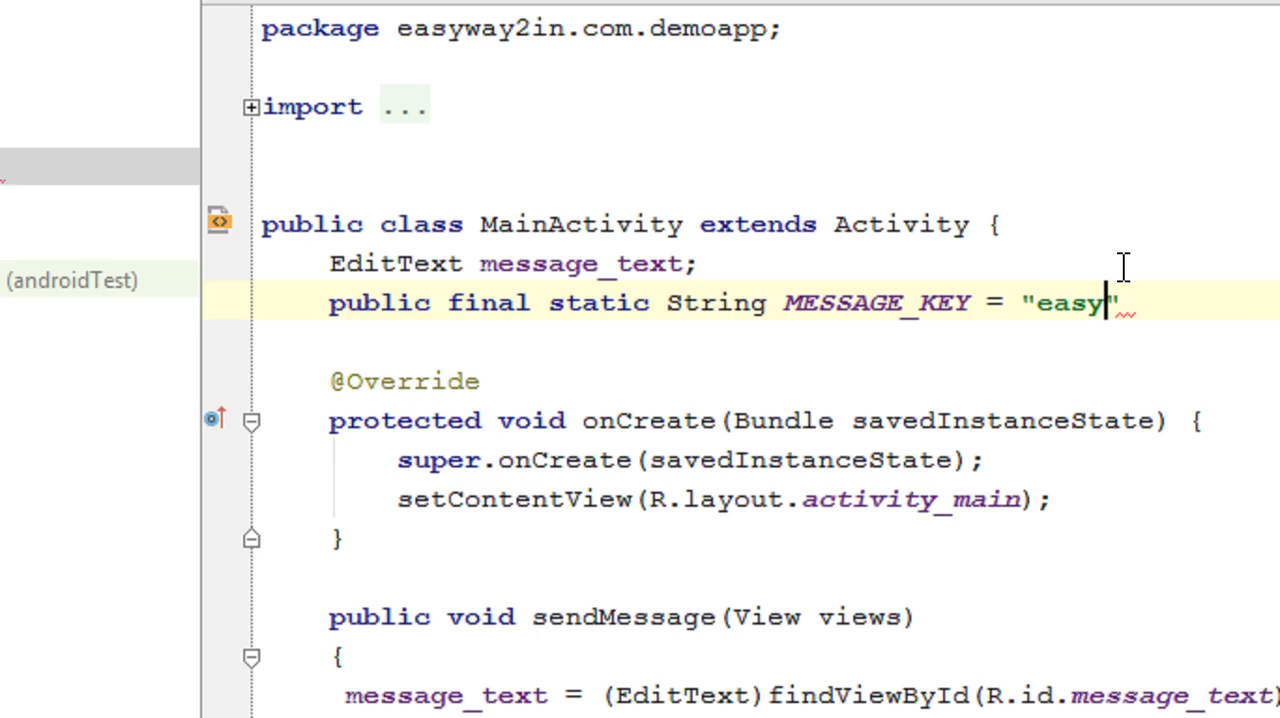 package easyway2in.com.demoapp;
import ...
public class MainActivity extends Activity {
EditText message_text;
(androidTest)
public final static String MESSAGE_KEY = "easy"
@Override
protected void onCreate(Bundle savedInstanceState) {
super.onCreate(savedInstanceState);
setContentView(R.layout.activity_main);
}
public void sendMessage(View views)
{
message_text = (EditText)findViewById(R.id.message_text)